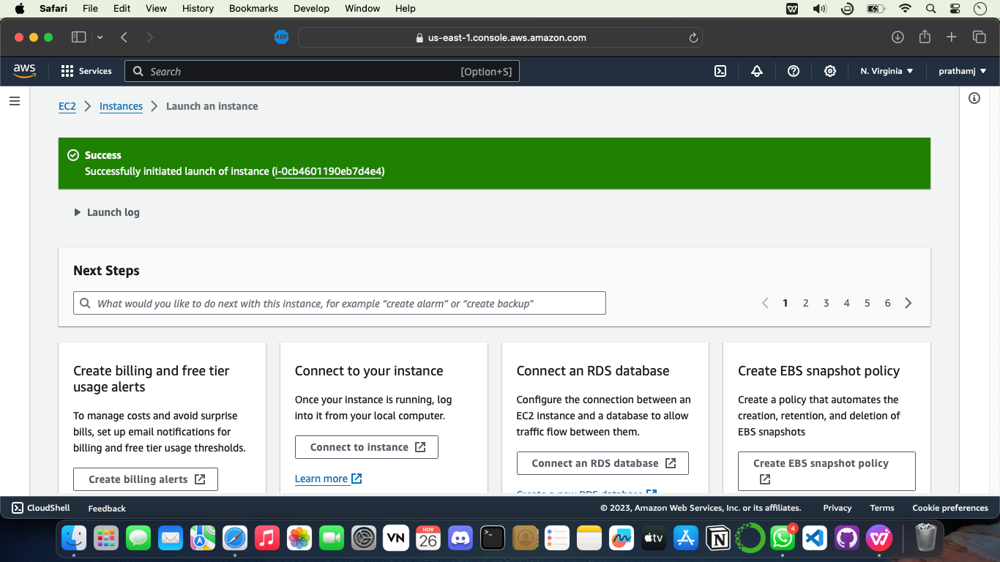 Safari File Edit View History Bookmarks Develop Window Help
ABP us-east-1.console.aws.amazon.com
aws Services Search [Option+S] N. Virginia prathamj
EC2 Instances Launch an instance
Success
Successfully initiated launch of instance (i-0cb4601190eb7d4e4)
Launch log
Next Steps
What would you like to do next with this instance, for example “create alarm” or “create backup”
1 2 3 4 5 6
Create billing and free tier
usage alerts
To manage costs and avoid surprise
bills, set up email notifications for
billing and free tier usage thresholds.
Create billing alerts
Connect to your instance
Once your instance is running, log
into it from your local computer.
Connect to instance
Learn more
Connect an RDS database
Configure the connection between an
EC2 instance and a database to allow
traffic flow between them.
Connect an RDS database
Create a new RDS database
Create EBS snapshot policy
Create a policy that automates the
creation, retention, and deletion of
EBS snapshots
Create EBS snapshot policy
CloudShell Feedback © 2023, Amazon Web Services, Inc. or its affiliates. Privacy Terms Cookie preferences
VN NOV 26 tv 4